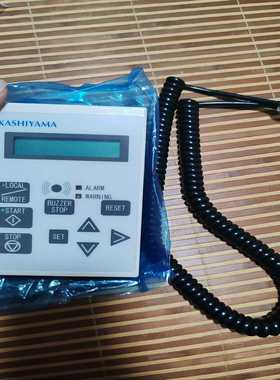 KASHIYAMA
LOCAL
REMOTE
ALARM
WARNING
START
BUZZER
STOP
RESET
STOP
SET